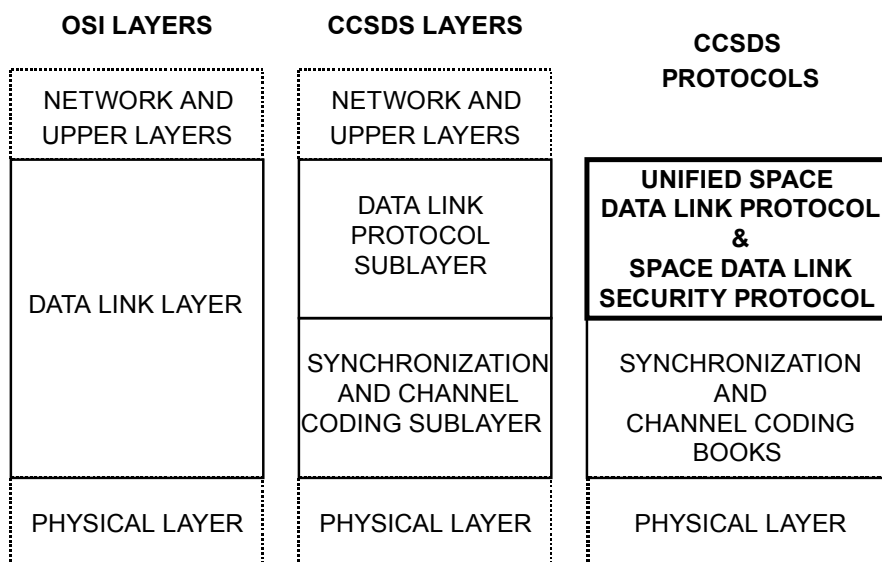 OSI LAYERS
CCSDS LAYERS
CCSDS
PROTOCOLS
NETWORK AND
UPPER LAYERS
NETWORK AND
UPPER LAYERS
DATA LINK LAYER
DATA LINK
PROTOCOL
SUBLAYER
UNIFIED SPACE
DATA LINK PROTOCOL
&
SPACE DATA LINK
SECURITY PROTOCOL
SYNCHRONIZATION
AND CHANNEL
CODING SUBLAYER
SYNCHRONIZATION
AND
CHANNEL CODING
BOOKS
PHYSICAL LAYER
PHYSICAL LAYER
PHYSICAL LAYER